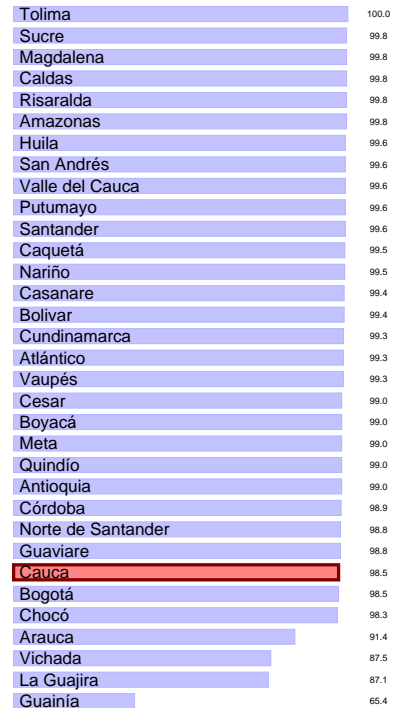 Tolima 100.0
Sucre 99.8
Magdalena 99.8
Caldas 99.8
Risaralda 99.8
Amazonas 99.8
Huila 99.6
San Andrés 99.6
Valle del Cauca 99.6
Putumayo 99.6
Santander 99.6
Caquetá 99.5
Nariño 99.5
Casanare 99.4
Bolivar 99.4
Cundinamarca 99.3
Atlántico 99.3
Vaupés 99.3
Cesar 99.0
Boyacá 99.0
Meta 99.0
Quindío 99.0
Antioquia 99.0
Córdoba 98.9
Norte de Santander 98.8
Guaviare 98.8
Cauca 98.5
Bogotá 98.5
Chocó 98.3
Arauca 91.4
Vichada 87.5
La Guajira 87.1
Guainía 65.4